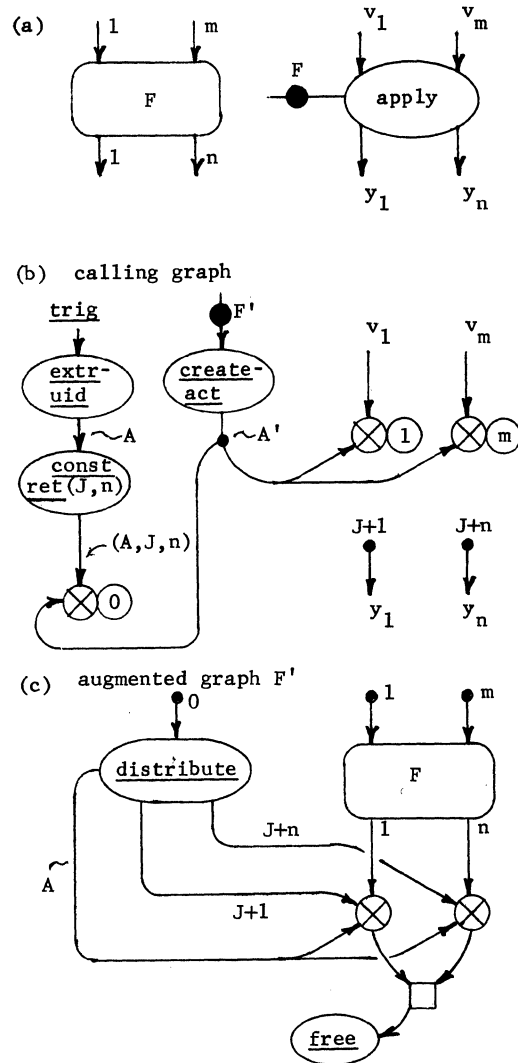 (a)
1 m
F
1 n
v1 vm
F
apply
y1 yn
(b) calling graph
trig
extr-
uid
A
const
ret(J,n)
(A,J,n)
0
F'
create-
act
A'
v1 vm
1 m
J+1 J+n
y1 yn
(c) augmented graph F'
0
distribute
1 m
F
1 n
J+n
J+1
A
free